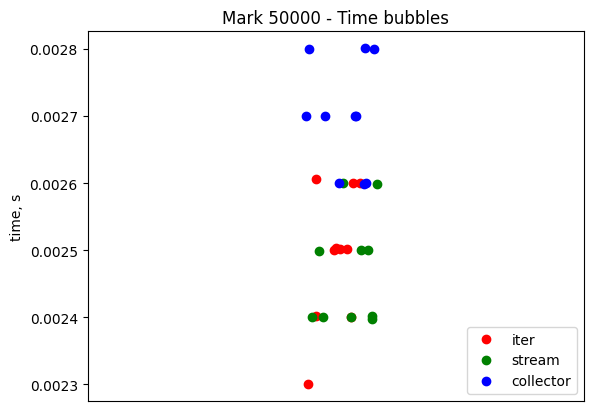 Mark 50000 - Time bubbles
0.0028
0.0027
0.0026
0.0025
0.0024
0.0023
time, s
iter
stream
collector